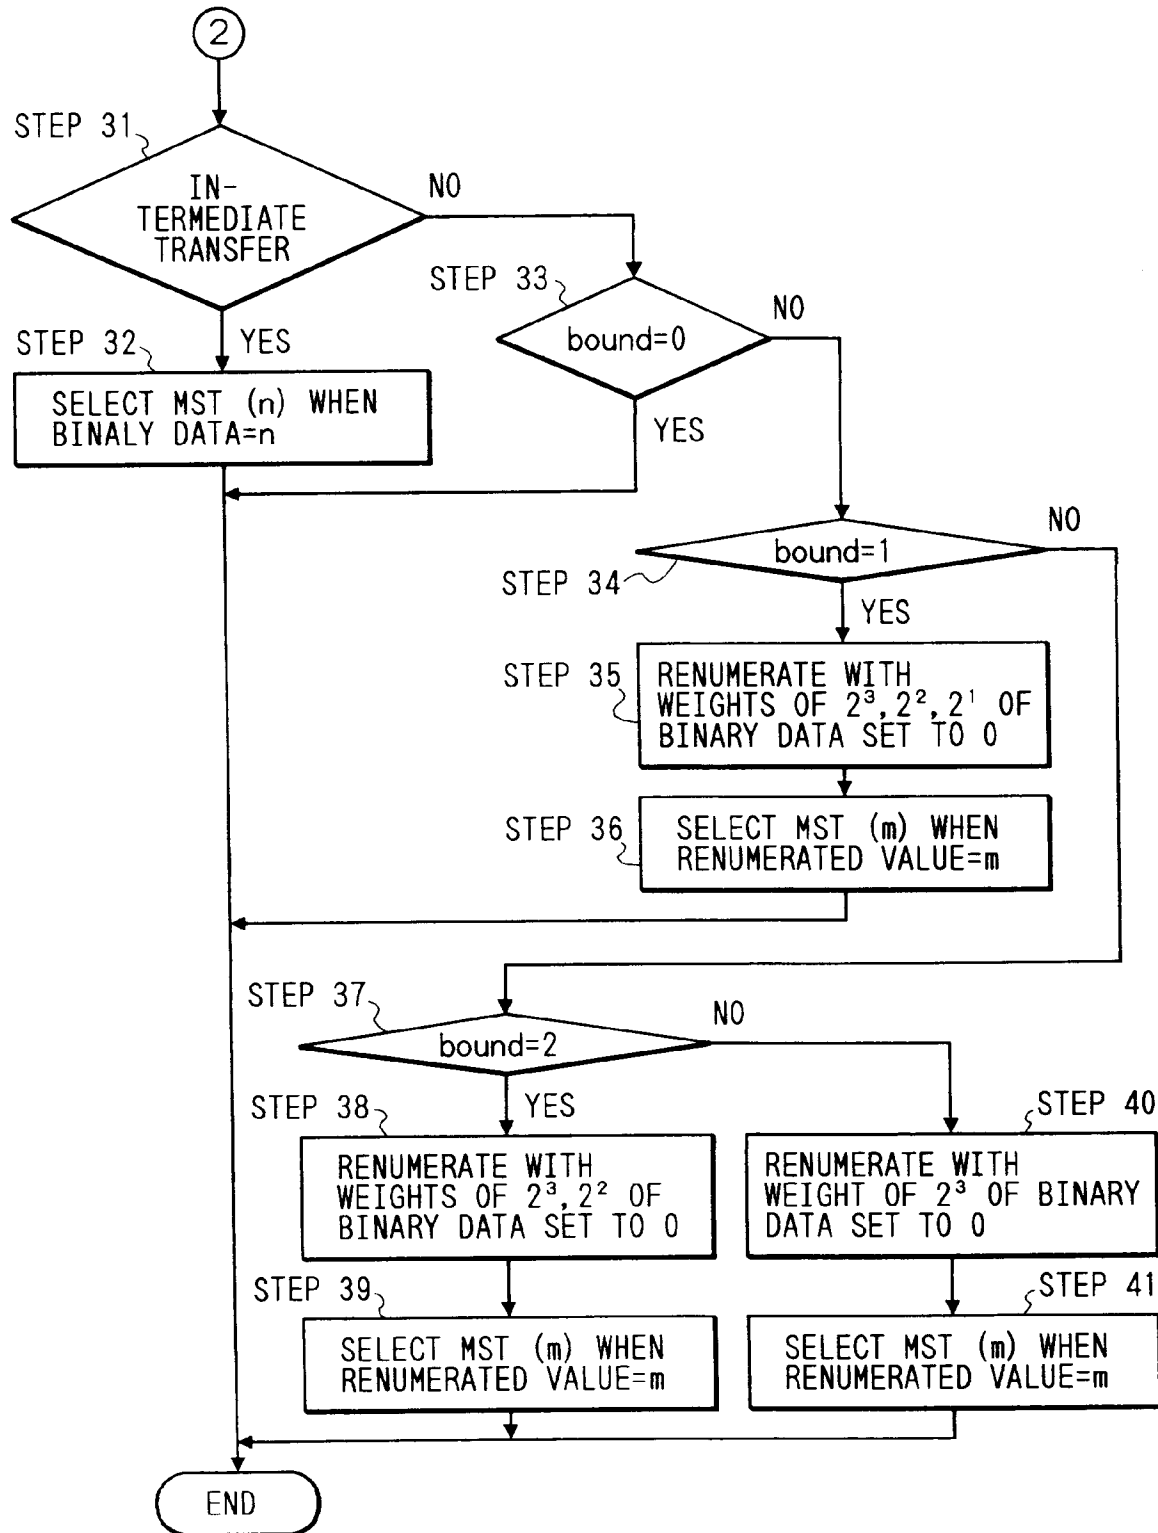 2
STEP 31
IN-
TERMEDIATE
TRANSFER
NO
YES
STEP 32
SELECT MST (n) WHEN
BINALY DATA=n
STEP 33
bound=0
NO
YES
STEP 34
bound=1
NO
YES
STEP 35
RENUMERATE WITH
WEIGHTS OF 2³,2²,2¹ OF
BINARY DATA SET TO 0
STEP 36
SELECT MST (m) WHEN
RENUMERATED VALUE=m
STEP 37
bound=2
NO
YES
STEP 38
RENUMERATE WITH
WEIGHTS OF 2³,2² OF
BINARY DATA SET TO 0
STEP 39
SELECT MST (m) WHEN
RENUMERATED VALUE=m
STEP 40
RENUMERATE WITH
WEIGHT OF 2³ OF BINARY
DATA SET TO 0
STEP 41
SELECT MST (m) WHEN
RENUMERATED VALUE=m
END